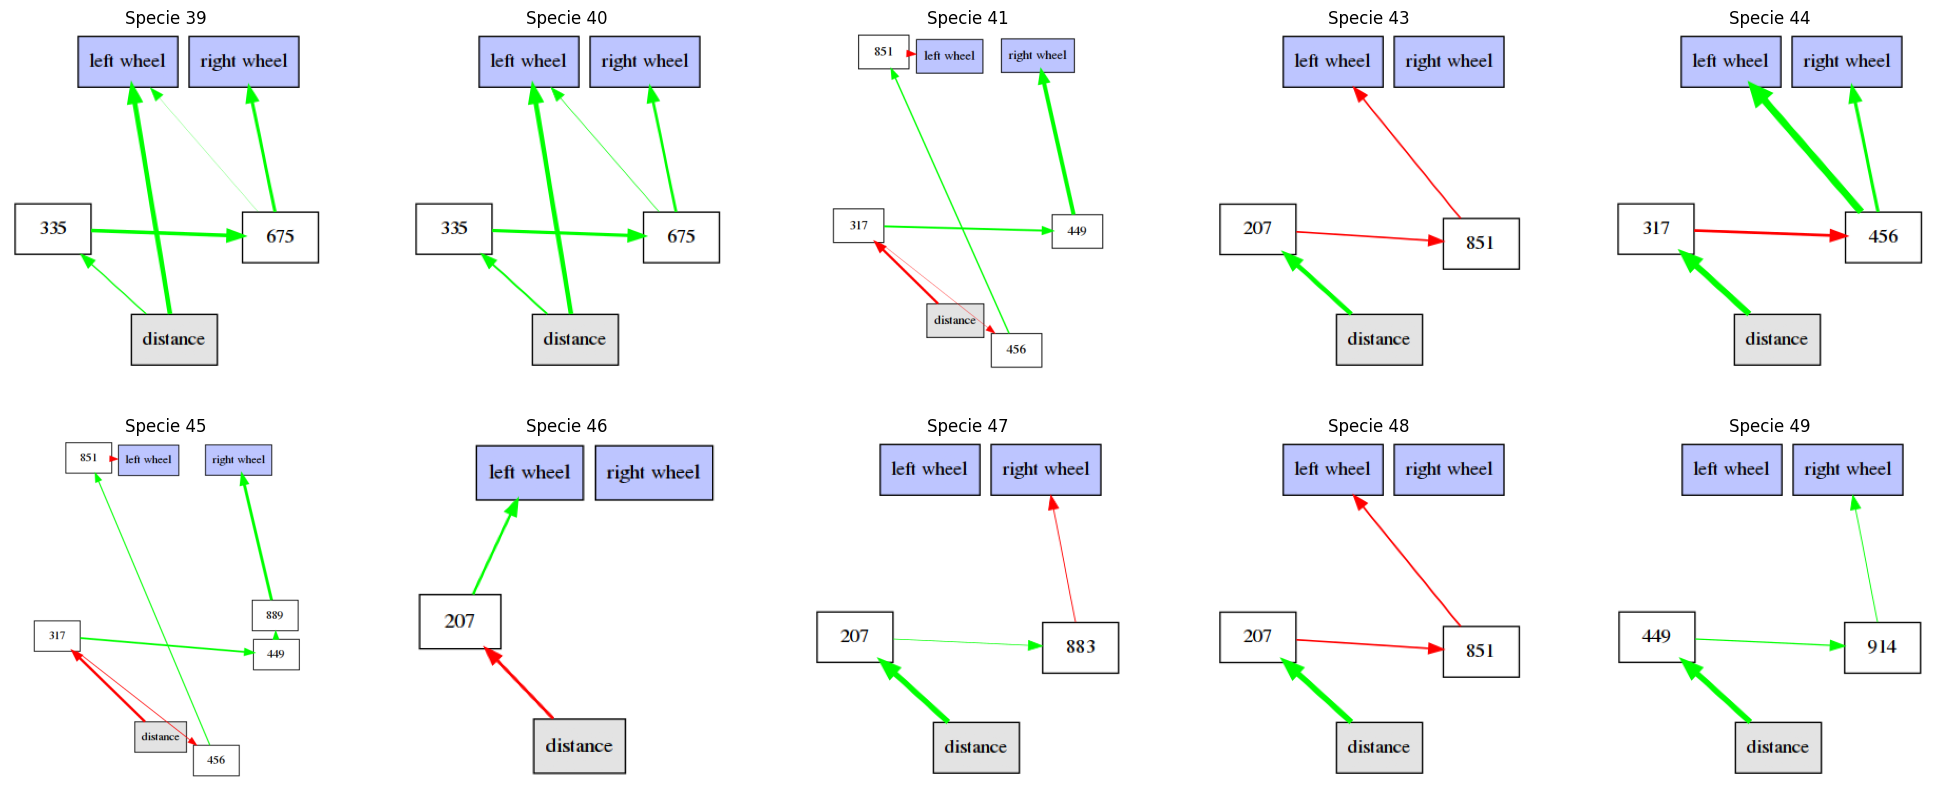 Specie 39
left wheel
right wheel
335
675
distance
Specie 40
left wheel
right wheel
335
675
distance
Specie 41
851
left wheel
right wheel
317
449
distance
456
Specie 43
left wheel
right wheel
207
851
distance
Specie 44
left wheel
right wheel
317
456
distance
Specie 45
851
left wheel
right wheel
889
317
449
distance
456
Specie 46
left wheel
right wheel
207
distance
Specie 47
left wheel
right wheel
207
883
distance
Specie 48
left wheel
right wheel
207
851
distance
Specie 49
left wheel
right wheel
449
914
distance